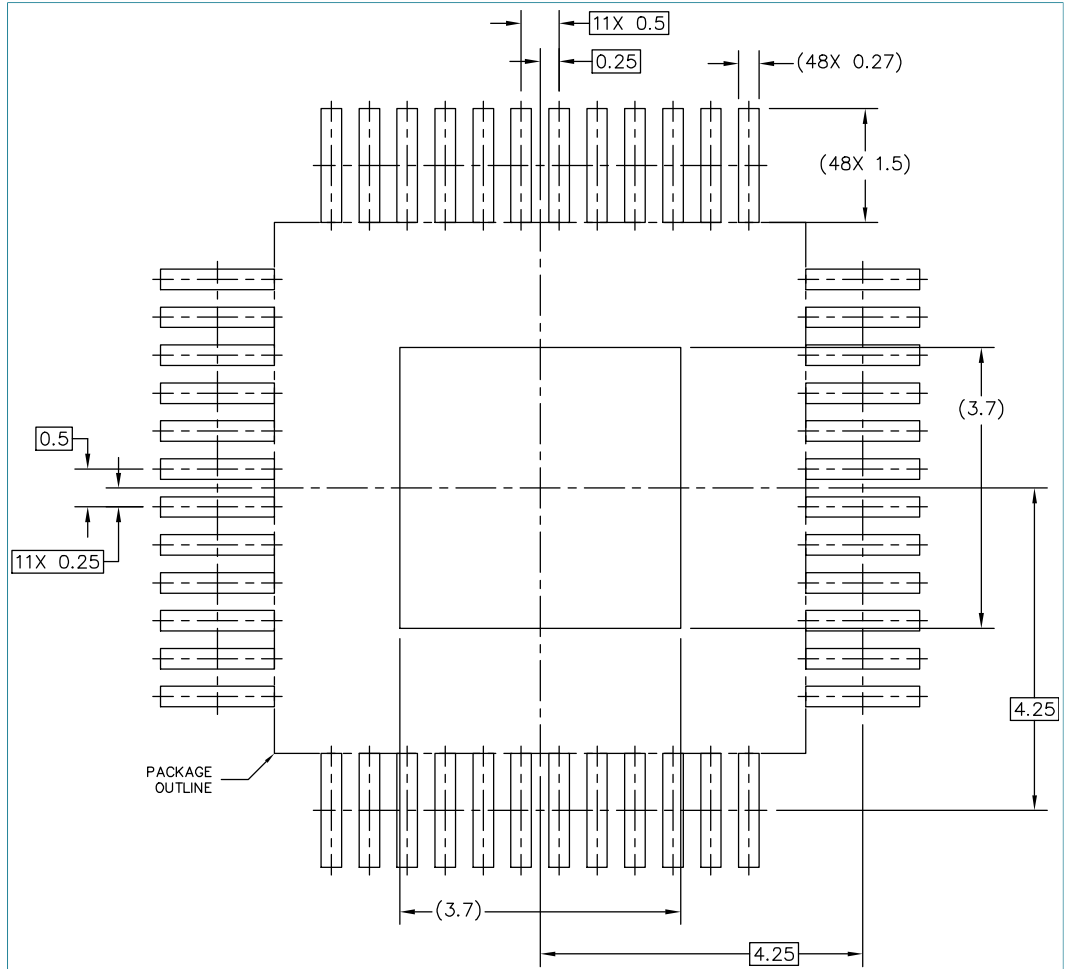 11X 0.5
0.25
(48X 0.27)
(48X 1.5)
(3.7)
0.5
11X 0.25
4.25
PACKAGE
OUTLINE
(3.7)
4.25